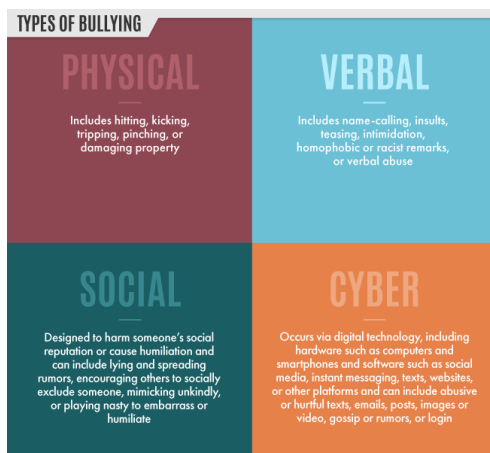 TYPES OF BULLYING
PHYSICAL
Includes hitting, kicking,
tripping, pinching, or
damaging property
VERBAL
Includes name-calling, insults,
teasing, intimidation,
homophobic or racist remarks,
or verbal abuse
SOCIAL
Designed to harm someone's social
reputation or cause humiliation and
can include lying and spreading
rumors, encouraging others to socially
exclude someone, mimicking unkindly,
or playing nasty to embarrass or
humiliate
CYBER
Occurs via digital technology, including
hardware such as computers and
smartphones and software such as social
media, instant messaging, texts, websites,
or other platforms and can include abusive
or hurtful texts, emails, posts, images or
video, gossip or rumors, or login